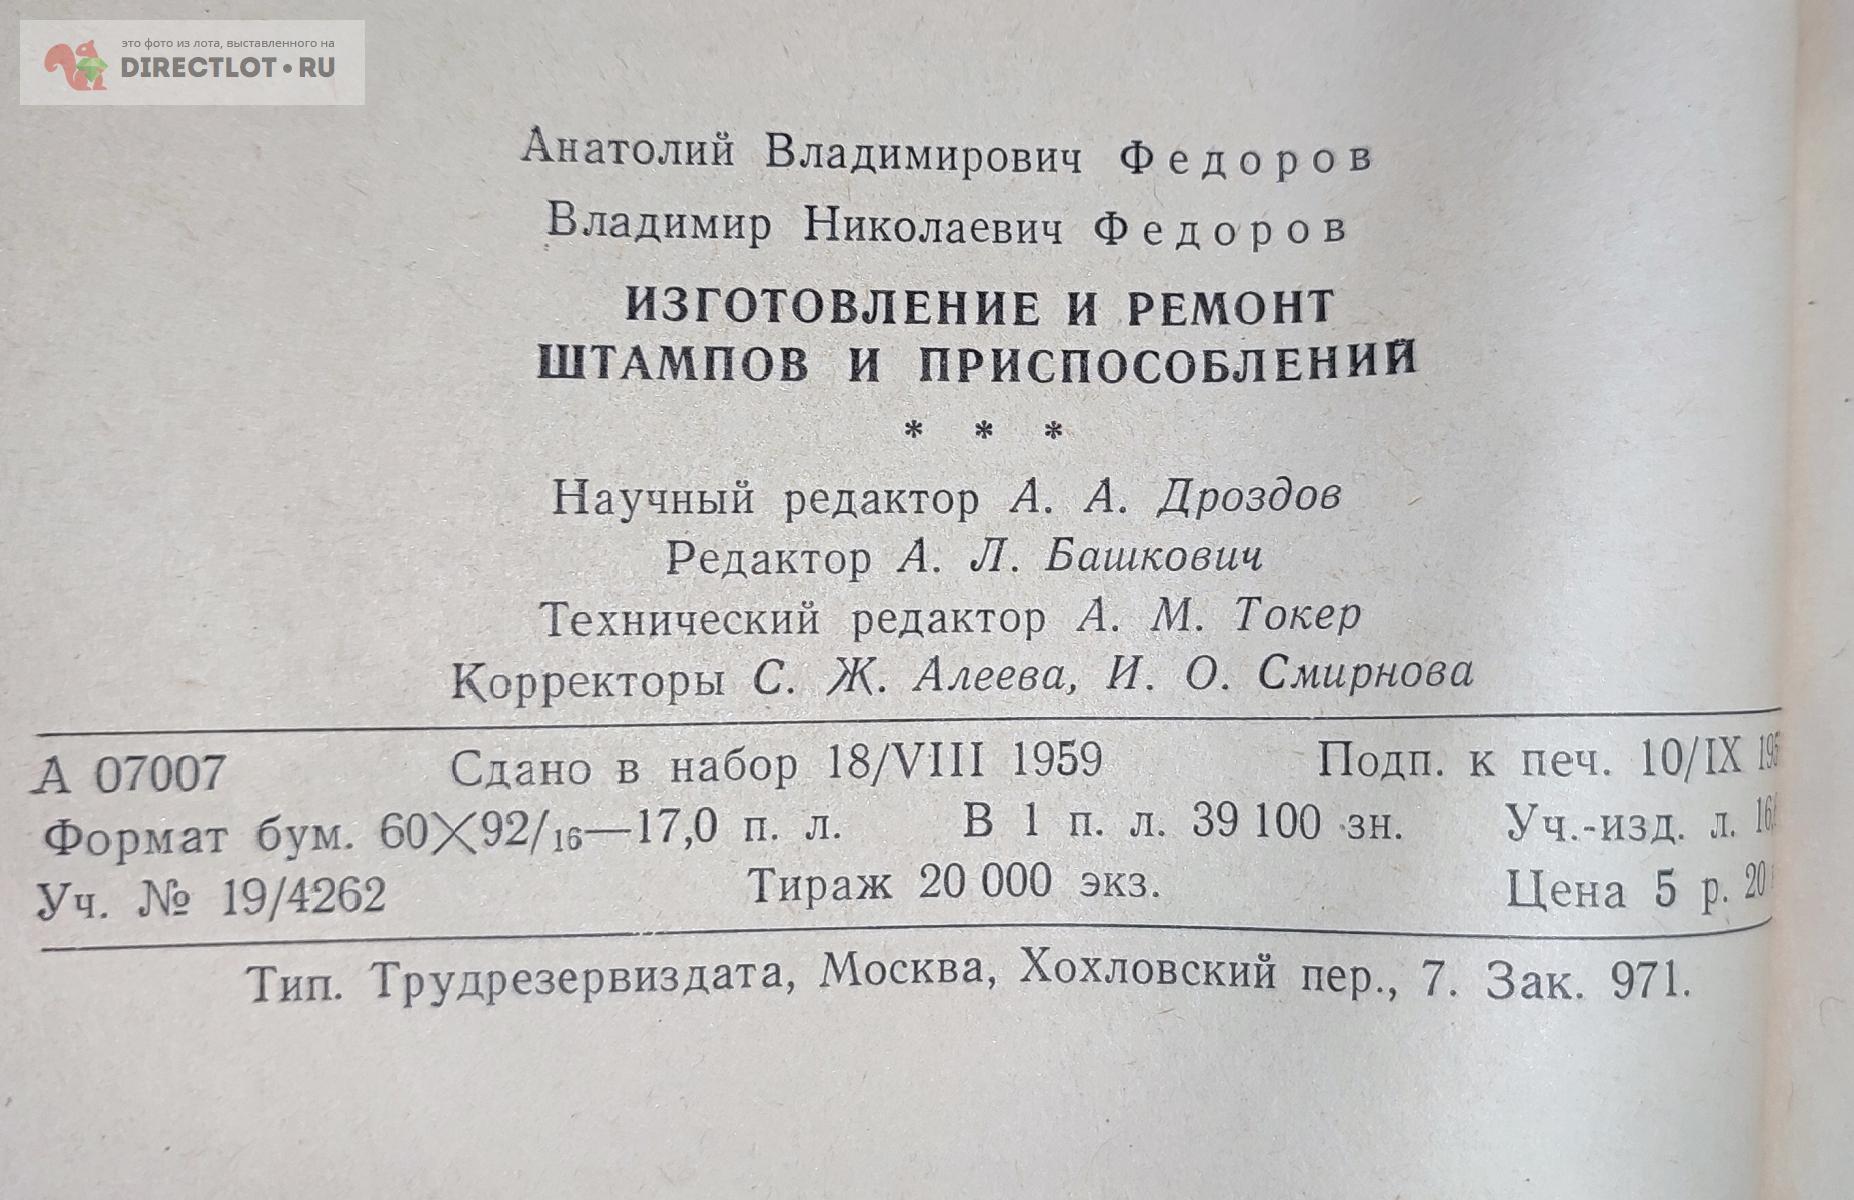 это фото из лота, выставленного на
DIRECTLOT•RU
Анатолий Владимирович Федоров
Владимир Николаевич Федоров
ИЗГОТОВЛЕНИЕ И РЕМОНТ
ШТАМПОВ И ПРИСПОСОБЛЕНИЙ
* * *
Научный редактор А. А. Дроздов
Редактор А. Л. Башкович
Технический редактор А. М. Токер
Корректоры С. Ж. Алеева, И. О. Смирнова
А 07007 Сдано в набор 18/VIII 1959 Подп. к печ. 10/IX
Формат бум. 60×92/16—17,0 п. л. В 1 п. л. 39 100 зн. Уч.-изд. л.
Уч. № 19/4262 Тираж 20 000 экз. Цена 5 р. 20
Тип. Трудрезервиздата, Москва, Хохловский пер., 7. Зак. 971.